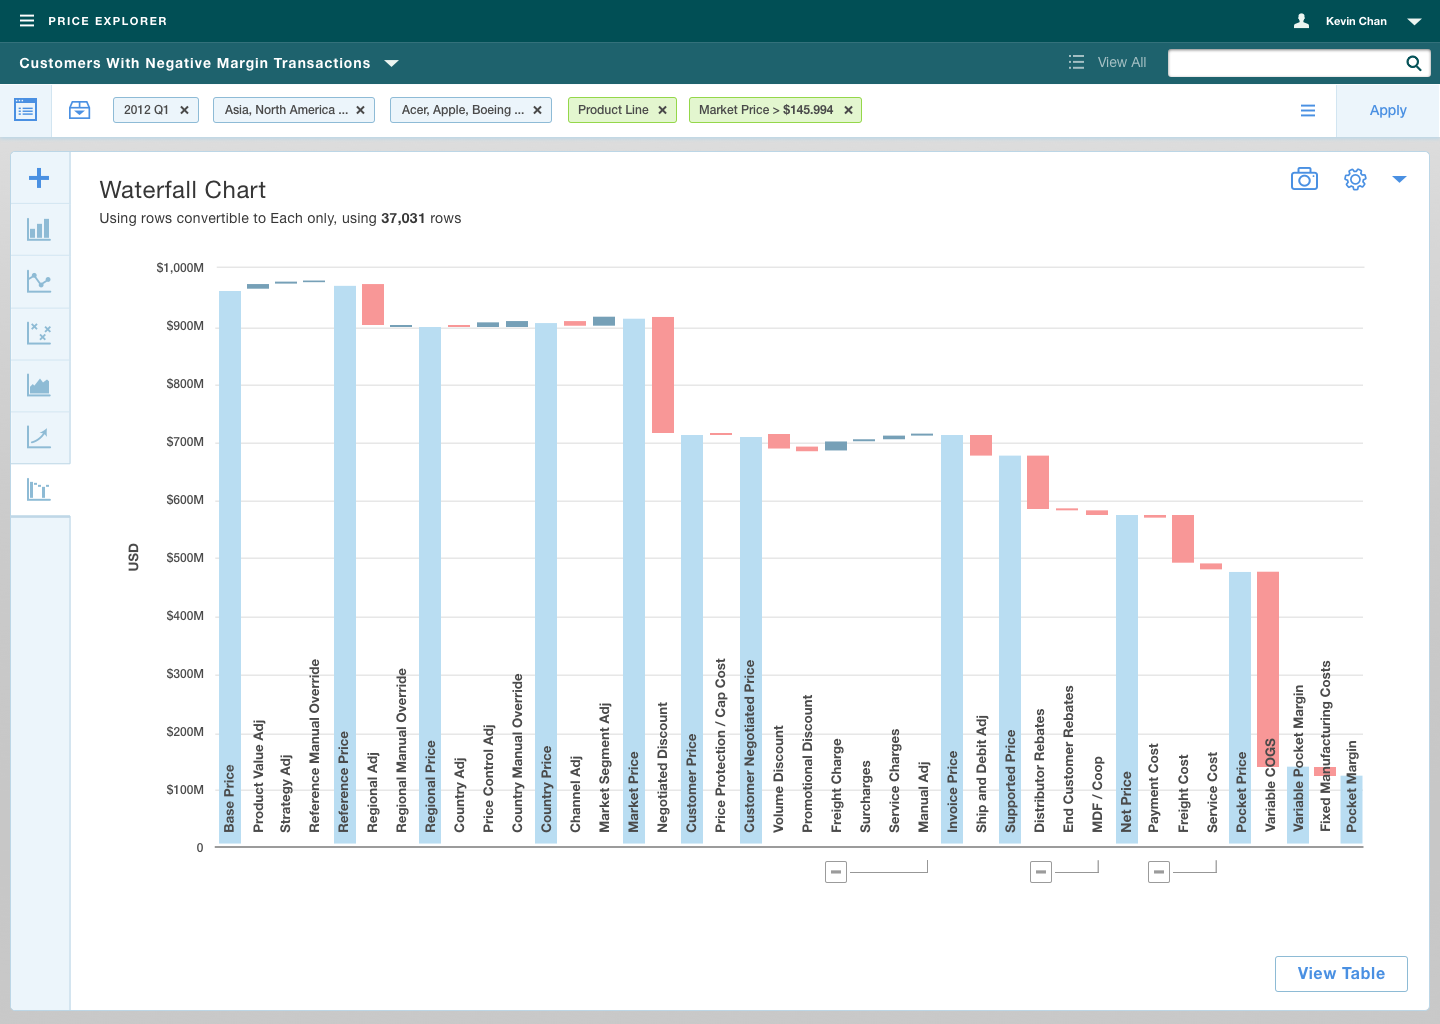 PRICE EXPLORER
Kevin Chan
Customers With Negative Margin Transactions
View All
2012 Q1
Asia, North America ...
Acer, Apple, Boeing ...
Product Line
Market Price > $145.994
Apply
Waterfall Chart
Using rows convertible to Each only, using 37,031 rows
$1,000M
$900M
$800M
$700M
$600M
$500M
$400M
$300M
$200M
$100M
0
USD
Base Price
Product Value Adj
Strategy Adj
Reference Manual Override
Reference Price
Regional Adj
Regional Manual Override
Regional Price
Country Adj
Price Control Adj
Country Manual Override
Country Price
Channel Adj
Market Segment Adj
Market Price
Negotiated Discount
Customer Price
Price Protection / Cap Cost
Customer Negotiated Price
Volume Discount
Promotional Discount
Freight Charge
Surcharges
Service Charges
Manual Adj
Invoice Price
Ship and Debit Adj
Supported Price
Distributor Rebates
End Customer Rebates
MDF / Coop
Net Price
Payment Cost
Freight Cost
Service Cost
Pocket Price
Variable COGS
Variable Pocket Margin
Fixed Manufacturing Costs
Pocket Margin
View Table